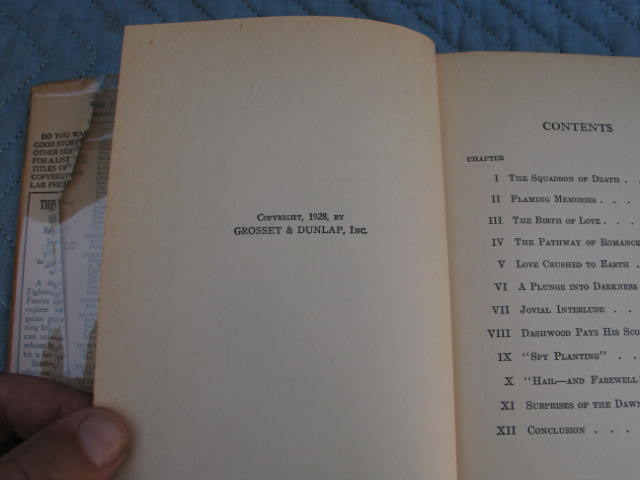 DO YOU WA
GOOD STOR
OTHER SIDE
FOR A LIST
TITLES OF
COPYRIGH
LAR PRIC
Copyright, 1928, by
GROSSET & DUNLAP, Inc.
CONTENTS
CHAPTER
I The Squadron of Death . .
II Flaming Memories . . .
III The Birth of Love . . .
IV The Pathway of Romance
V Love Crushed to Earth .
VI A Plunge into Darkness
VII Jovial Interlude . .
VIII Dashwood Pays His Sco
IX "Spy Planting" . . .
X "Hail—and Farewell"
XI Surprises of the Dawn
XII Conclusion . . . .